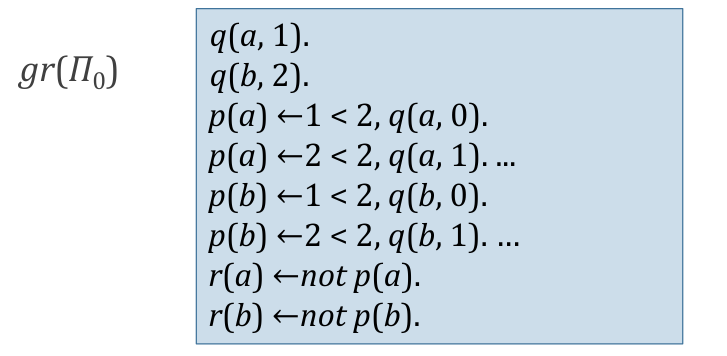 gr(Π₀)
q(a, 1).
q(b, 2).
p(a) ←1 < 2, q(a, 0).
p(a) ←2 < 2, q(a, 1). ...
p(b) ←1 < 2, q(b, 0).
p(b) ←2 < 2, q(b, 1). ...
r(a) ←not p(a).
r(b) ←not p(b).